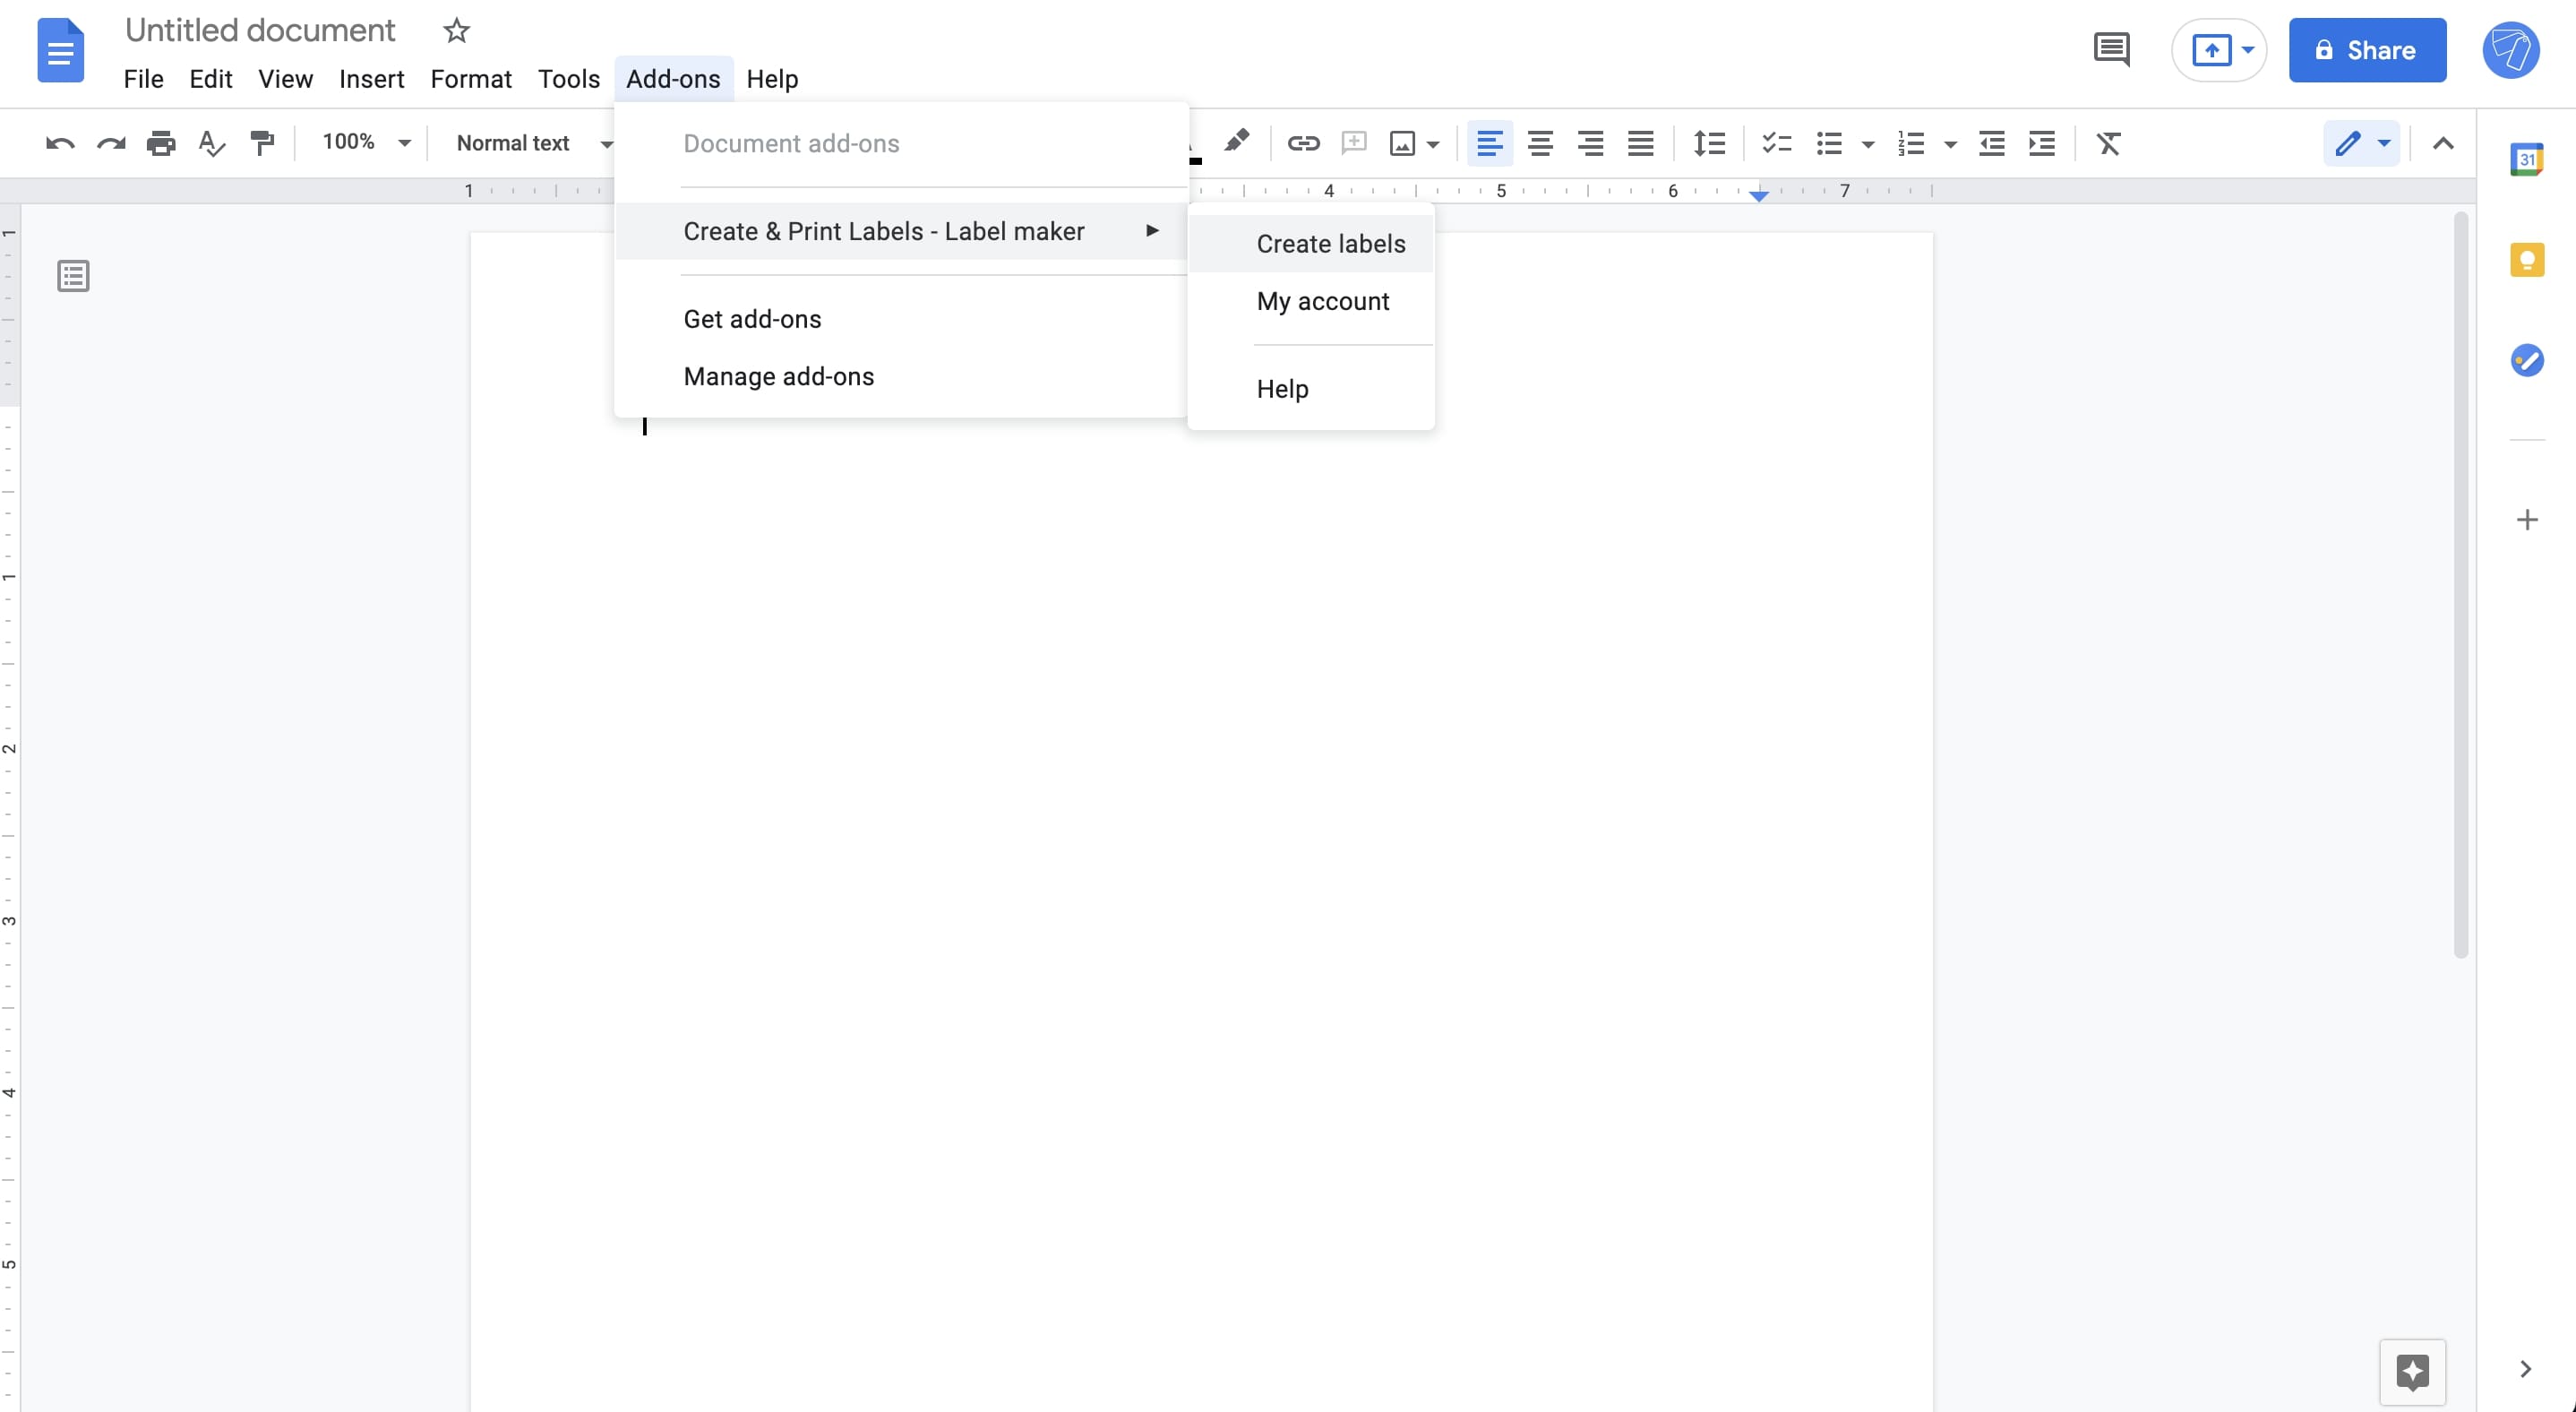 Untitled document
File Edit View Insert Format Tools Add-ons Help
Share
100% Normal text
Document add-ons
31
1 4 5 6 7
Create & Print Labels - Label maker
Create labels
My account
Get add-ons
Manage add-ons
Help
1
1
2
3
4
5